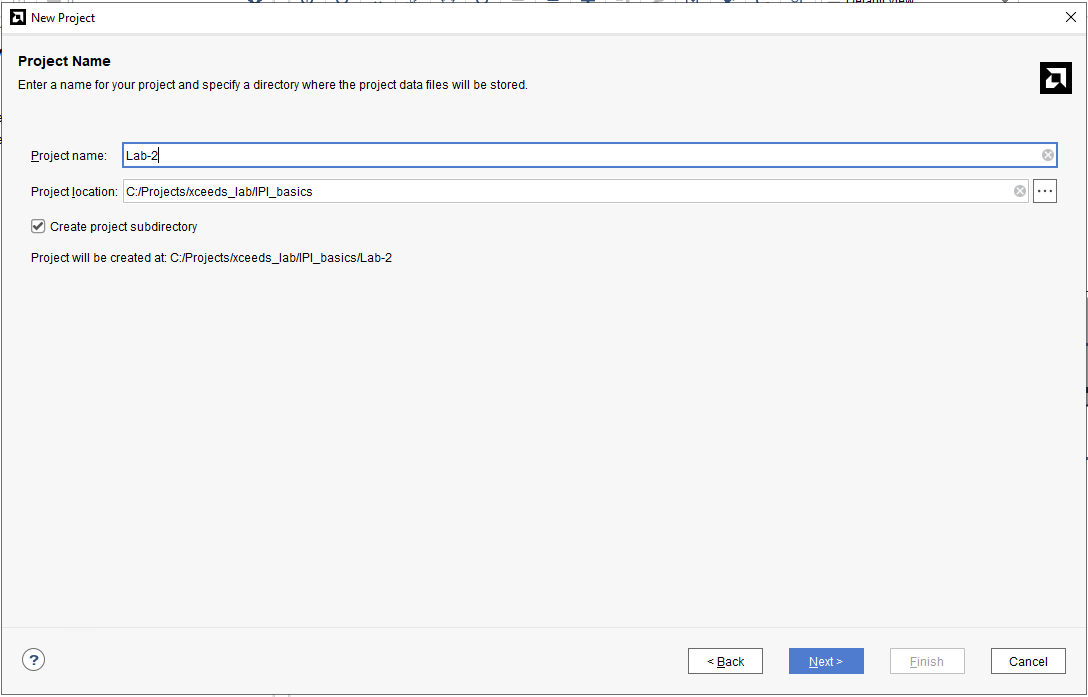 New Project
Project Name
Enter a name for your project and specify a directory where the project data files will be stored.
Project name: Lab-2
Project location: C:/Projects/xceeds_lab/IPI_basics ...
Create project subdirectory
Project will be created at: C:/Projects/xceeds_lab/IPI_basics/Lab-2
? < Back Next > Finish Cancel